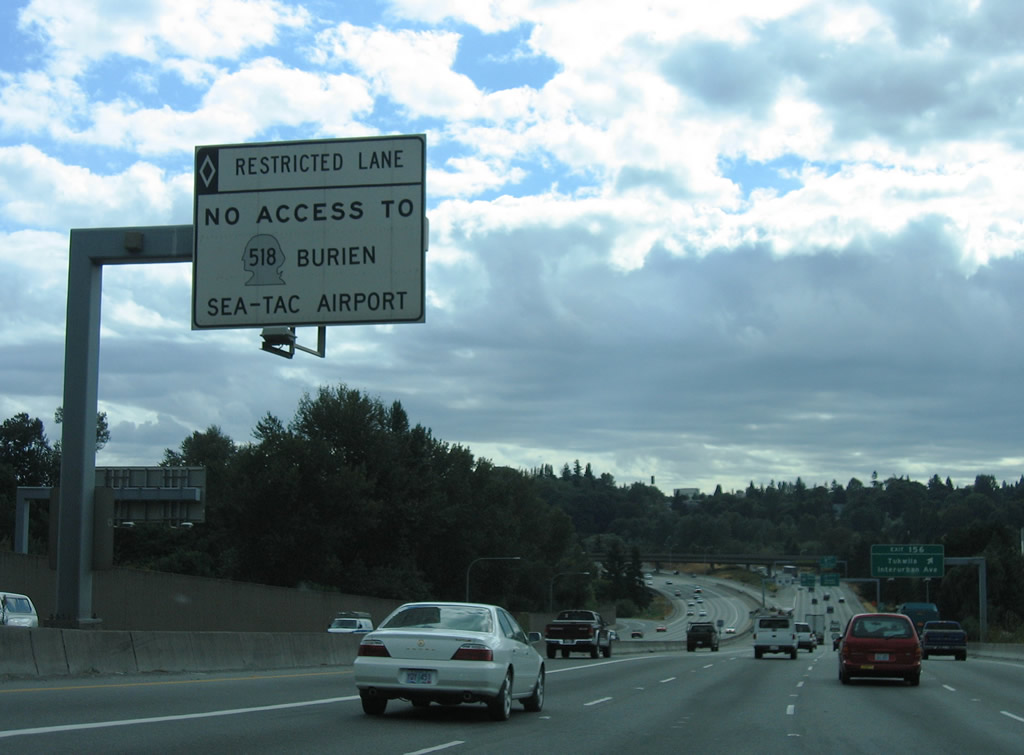 RESTRICTED LANE
NO ACCESS TO
518 BURIEN
SEA-TAC AIRPORT
EXIT 156
Tukwila
Interurban Ave